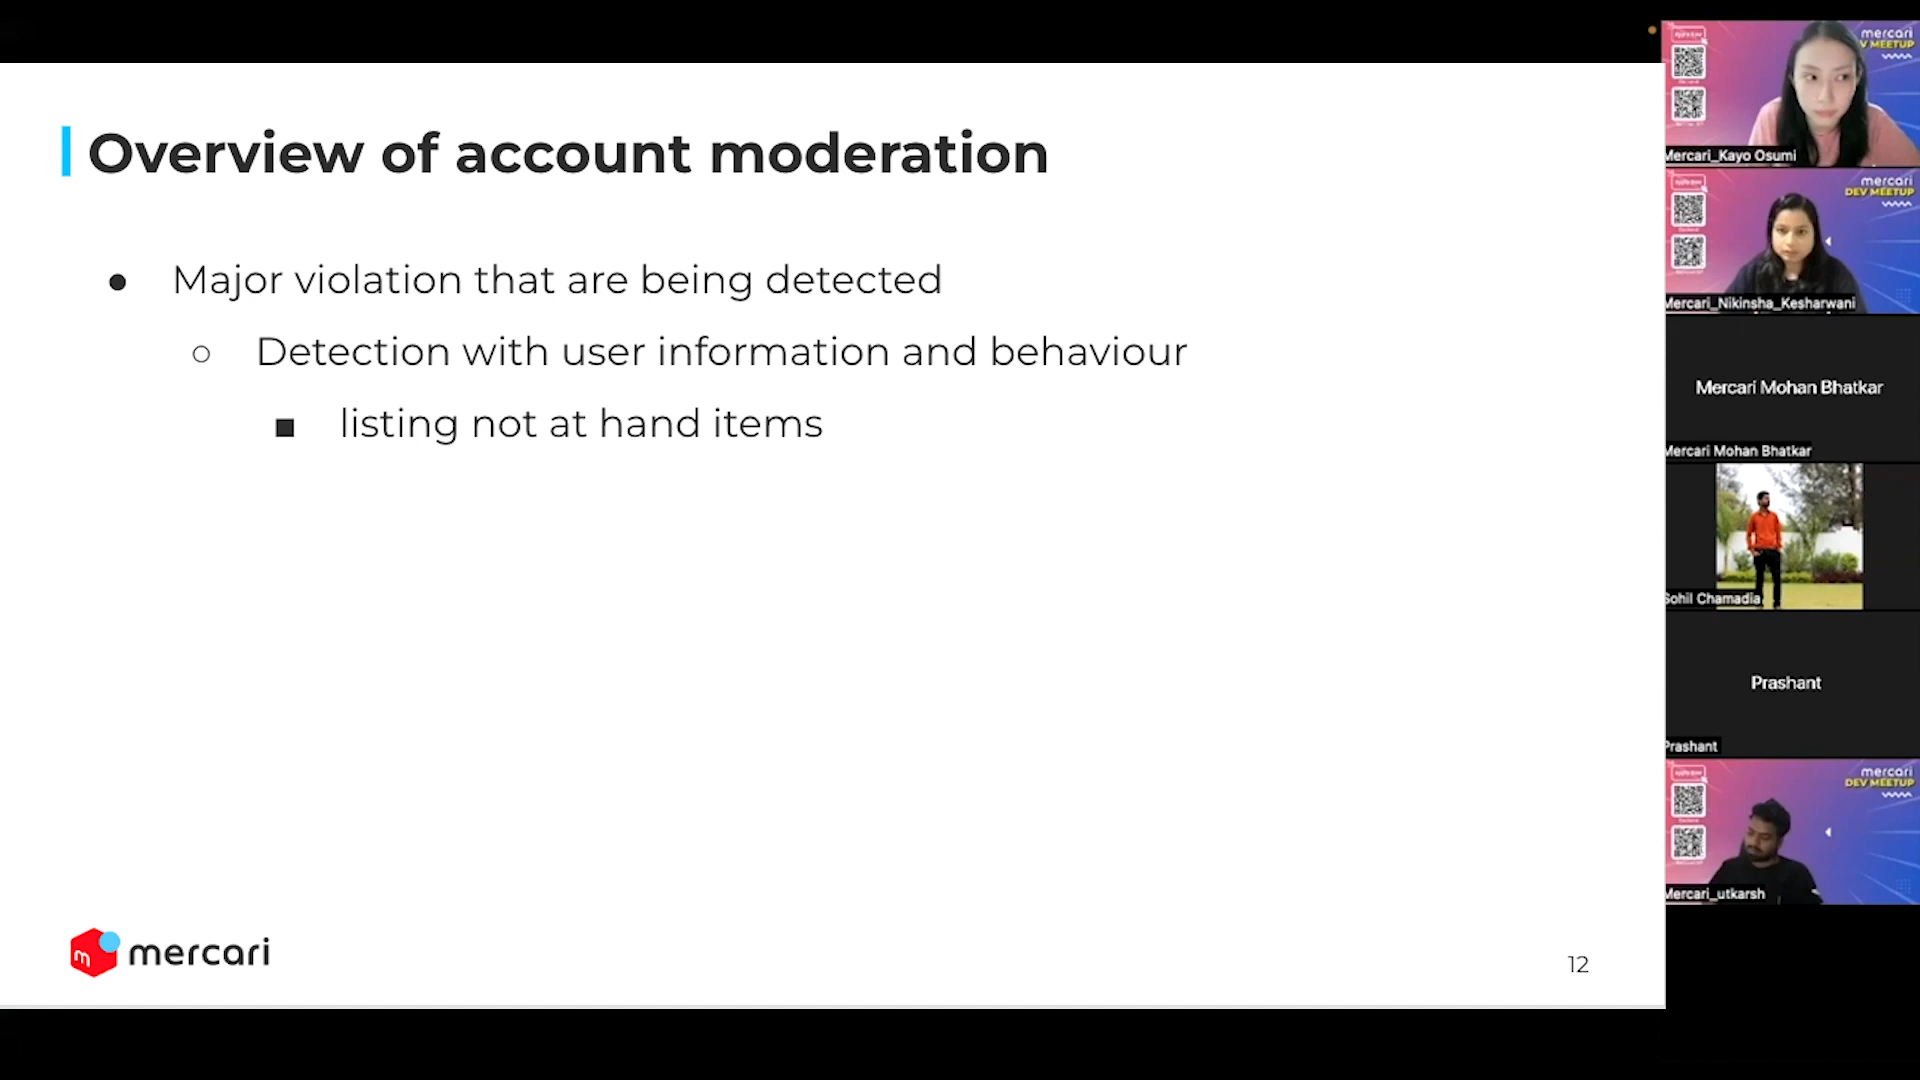 Overview of account moderation
● Major violation that are being detected
○ Detection with user information and behaviour
■ listing not at hand items
m mercari
12
mercari
V MEETUP
Mercari_Kayo Osumi
mercari
DEV MEETUP
Mercari_Nikinsha_Kesharwani
Mercari Mohan Bhatkar
Mercari Mohan Bhatkar
Sohil Chamadia
Prashant
Prashant
mercari
DEV MEETUP
Mercari_utkarsh